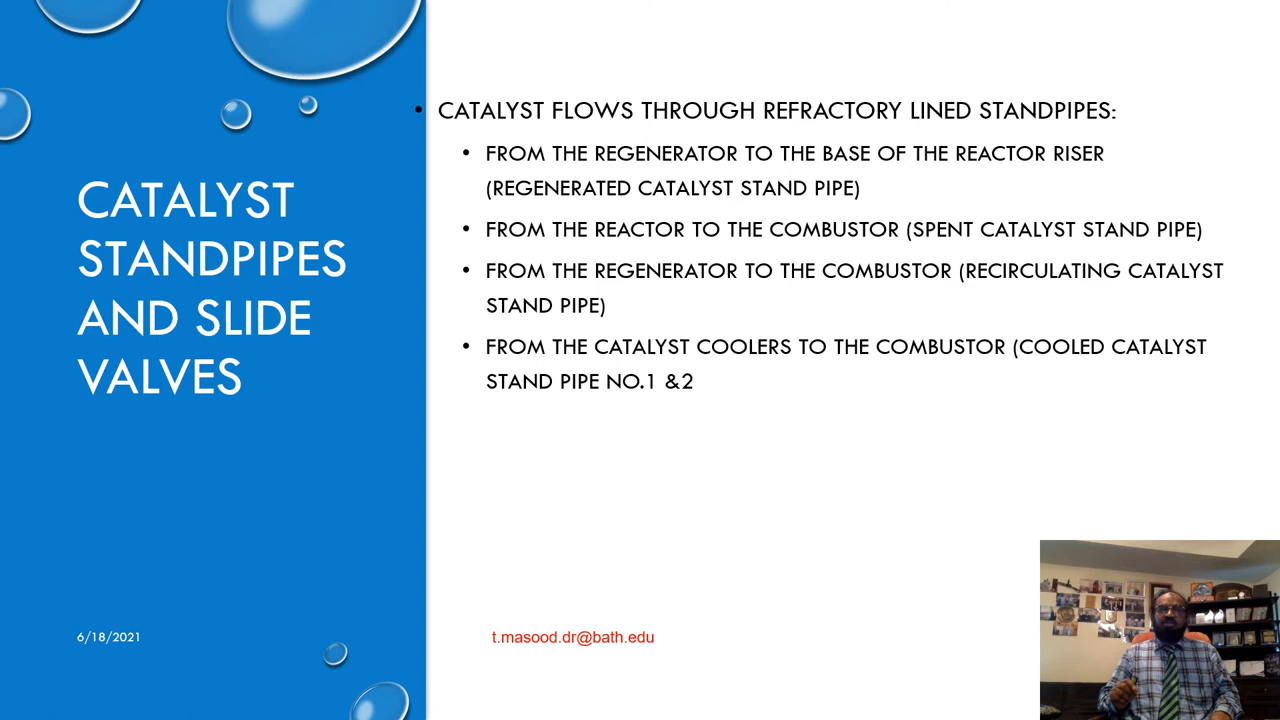 CATALYST
STANDPIPES
AND SLIDE
VALVES
• CATALYST FLOWS THROUGH REFRACTORY LINED STANDPIPES:
• FROM THE REGENERATOR TO THE BASE OF THE REACTOR RISER
(REGENERATED CATALYST STAND PIPE)
• FROM THE REACTOR TO THE COMBUSTOR (SPENT CATALYST STAND PIPE)
• FROM THE REGENERATOR TO THE COMBUSTOR (RECIRCULATING CATALYST
STAND PIPE)
• FROM THE CATALYST COOLERS TO THE COMBUSTOR (COOLED CATALYST
STAND PIPE NO.1 &2
6/18/2021
t.masood.dr@bath.edu